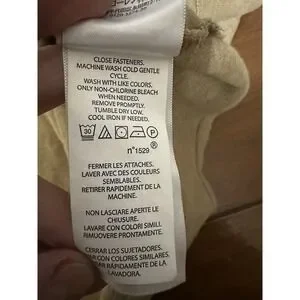 CLOSE FASTENERS.
MACHINE WASH COLD GENTLE
CYCLE.
WASH WITH LIKE COLORS.
ONLY NON-CHLORINE BLEACH
WHEN NEEDED.
REMOVE PROMPTLY.
TUMBLE DRY LOW.
COOL IRON IF NEEDED.
30
n°1529
FERMER LES ATTACHES.
LAVER AVEC DES COULEURS
SEMBLABLES.
RETIRER RAPIDEMENT DE LA
MACHINE.
NON LASCIARE APERTE LE
CHIUSURE.
LAVARE CON COLORI SIMILI.
RIMUOVERE PRONTAMENTE.
CERRAR LOS SUJETADORES.
CON COLORES SIMILARES.
RÁPIDAMENTE DE LA
LAVADORA.